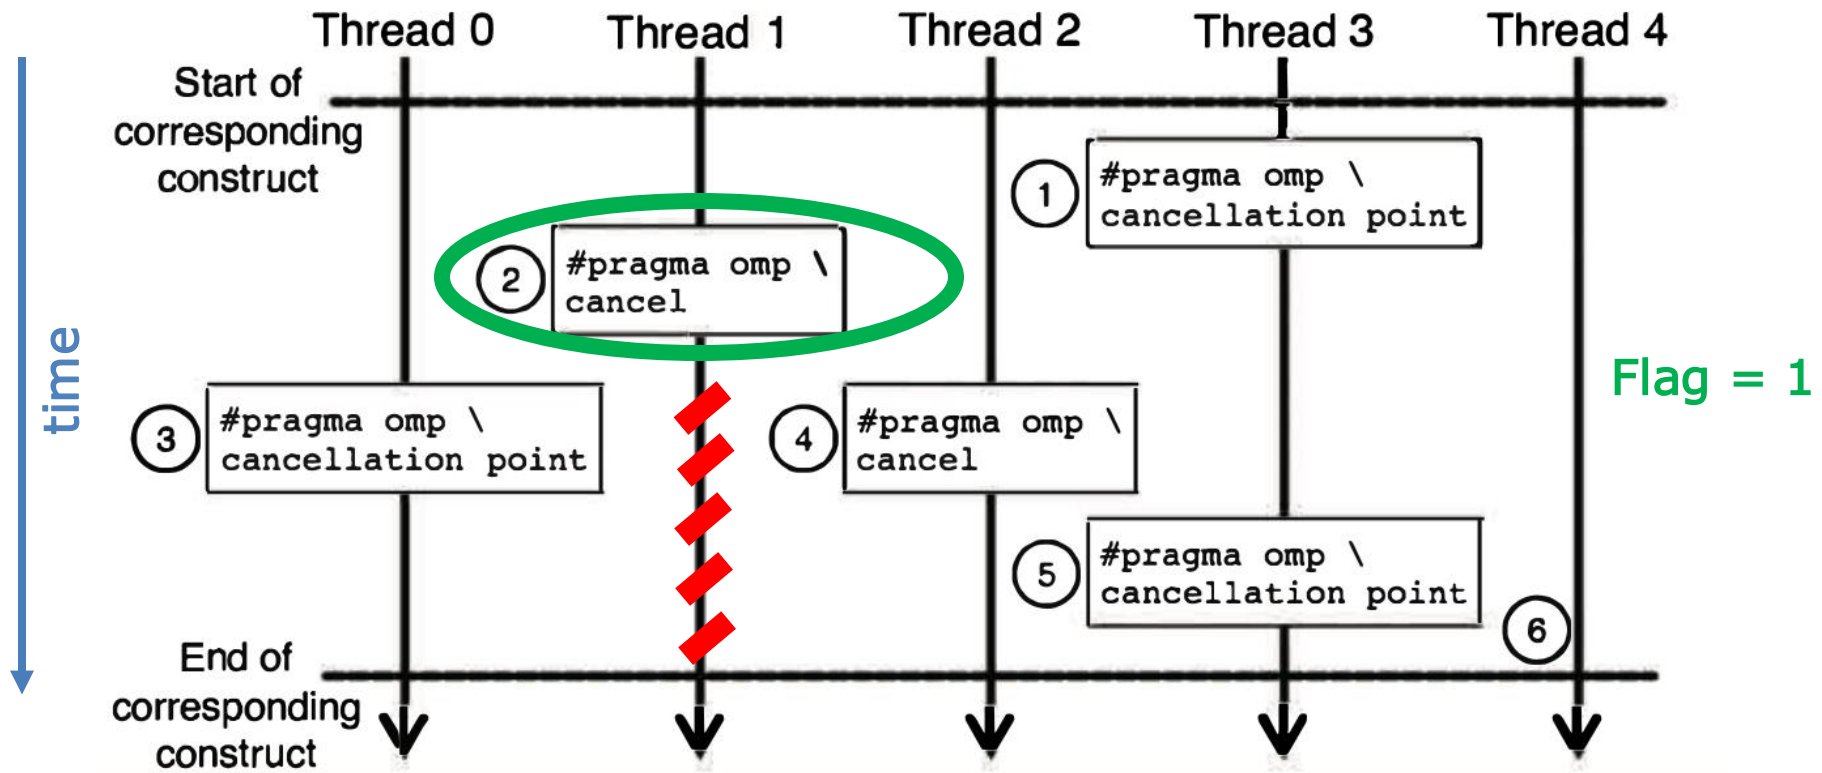 Thread 0 Thread 1 Thread 2 Thread 3 Thread 4
Start of
corresponding
construct
1
#pragma omp \
cancellation point
2
#pragma omp \
cancel
time
Flag = 1
3
#pragma omp \
cancellation point
4
#pragma omp \
cancel
5
#pragma omp \
cancellation point
6
End of
corresponding
construct